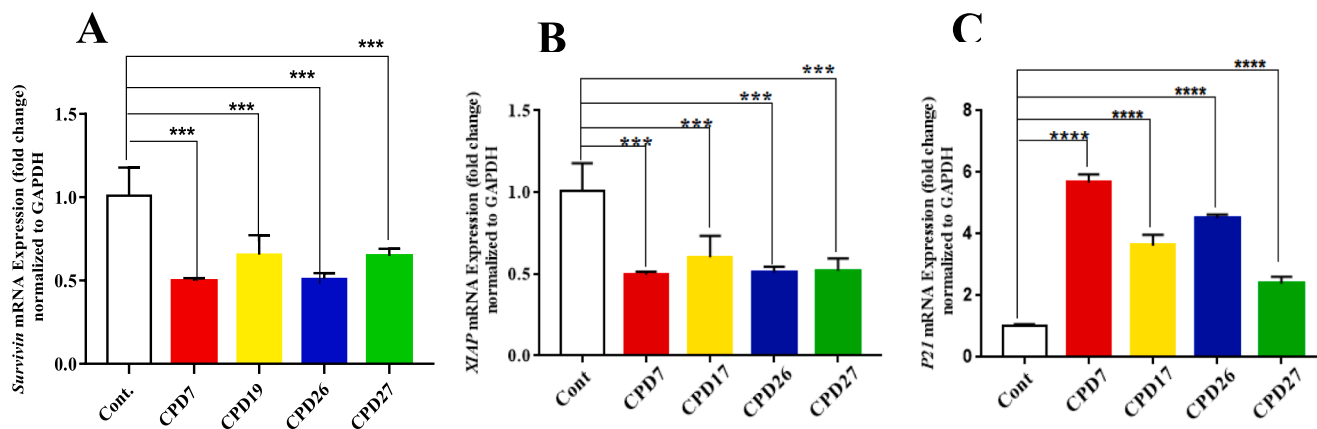 A
Survivin mRNA Expression (fold change)
normalized to GAPDH
1.5
1.0
0.5
0.0
***
***
***
***
Cont.
CPD7
CPD19
CPD26
CPD27
B
XIAP mRNA Expression (fold change)
normalized to GAPDH
1.5
1.0
0.5
0.0
***
***
***
***
Cont
CPD7
CPD17
CPD26
CPD27
C
P21 mRNA Expression (fold change)
normalized to GAPDH
8
6
4
2
0
****
****
****
****
Cont
CPD7
CPD17
CPD26
CPD27